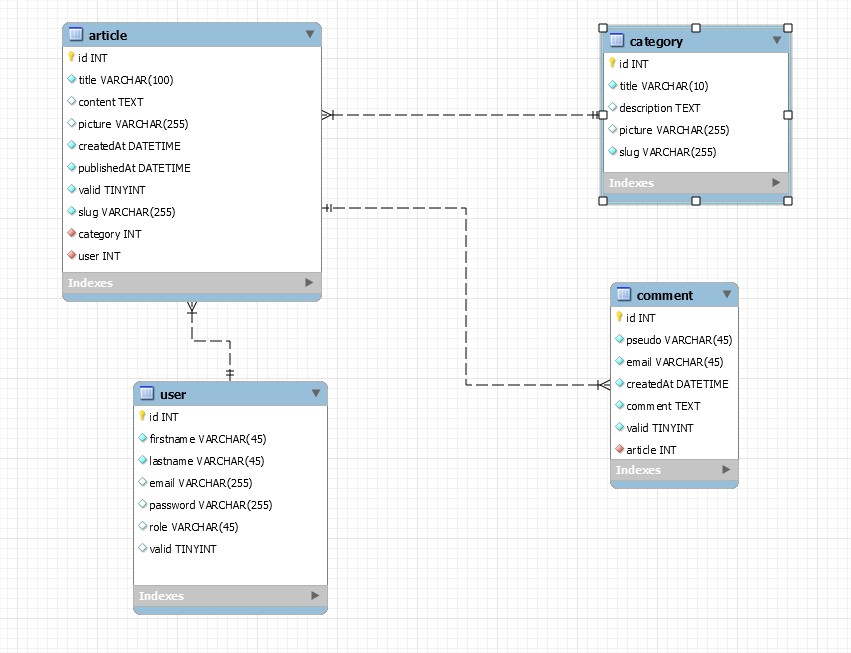 article
id INT
title VARCHAR(100)
content TEXT
picture VARCHAR(255)
createdAt DATETIME
publishedAt DATETIME
valid TINYINT
slug VARCHAR(255)
category INT
user INT
Indexes
category
id INT
title VARCHAR(10)
description TEXT
picture VARCHAR(255)
slug VARCHAR(255)
Indexes
comment
id INT
pseudo VARCHAR(45)
email VARCHAR(45)
createdAt DATETIME
comment TEXT
valid TINYINT
article INT
Indexes
user
id INT
firstname VARCHAR(45)
lastname VARCHAR(45)
email VARCHAR(255)
password VARCHAR(255)
role VARCHAR(45)
valid TINYINT
Indexes